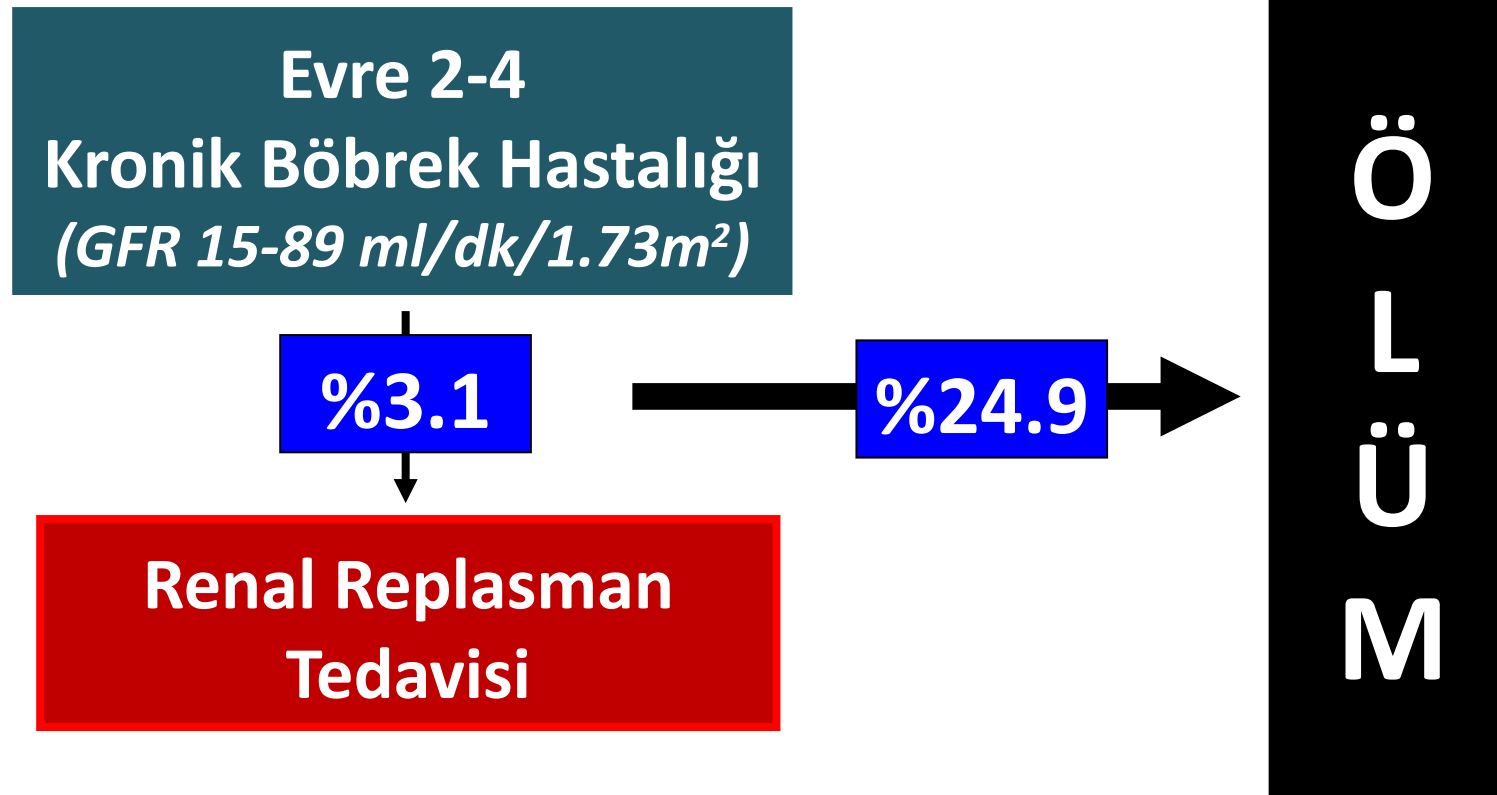 Evre 2-4
Kronik Böbrek Hastalığı
(GFR 15-89 ml/dk/1.73m²)
%3.1
%24.9
Renal Replasman
Tedavisi
Ö
L
Ü
M